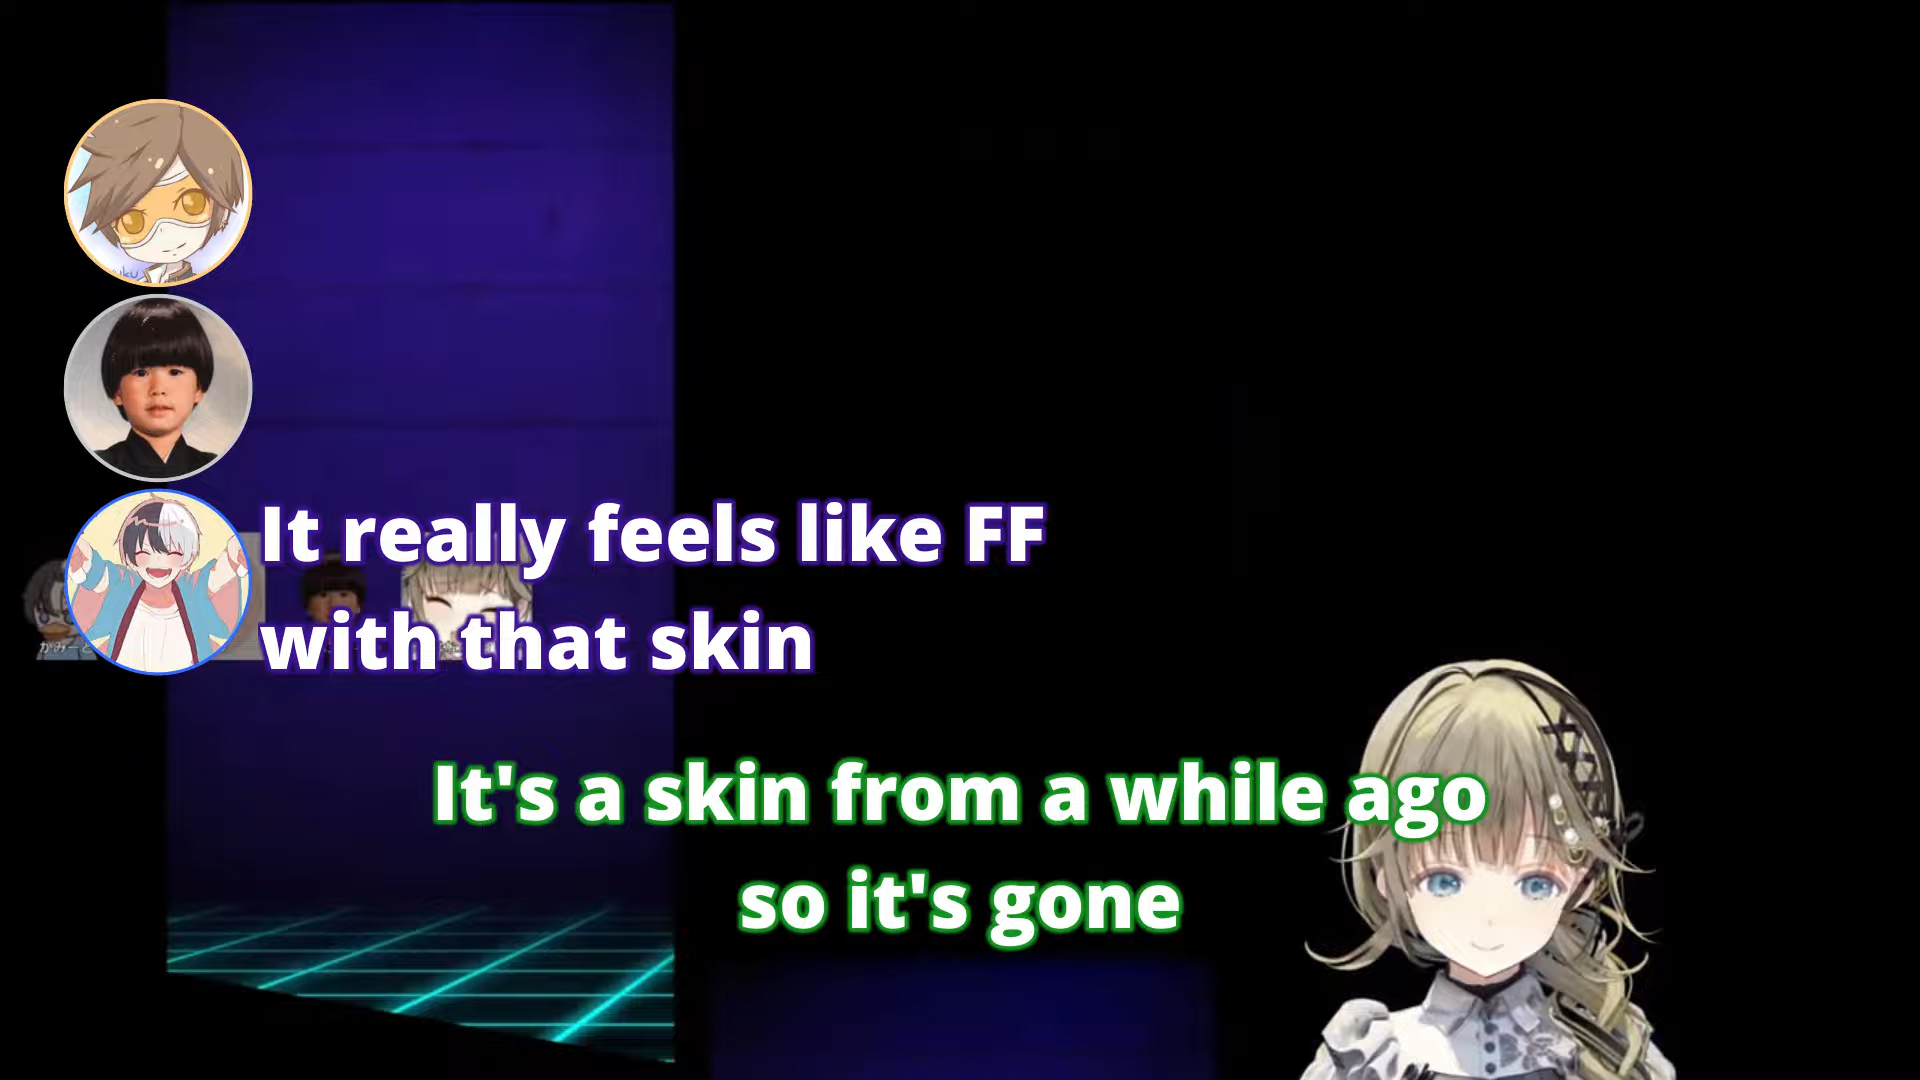 It really feels like FF
with that skin
It's a skin from a while ago
so it's gone